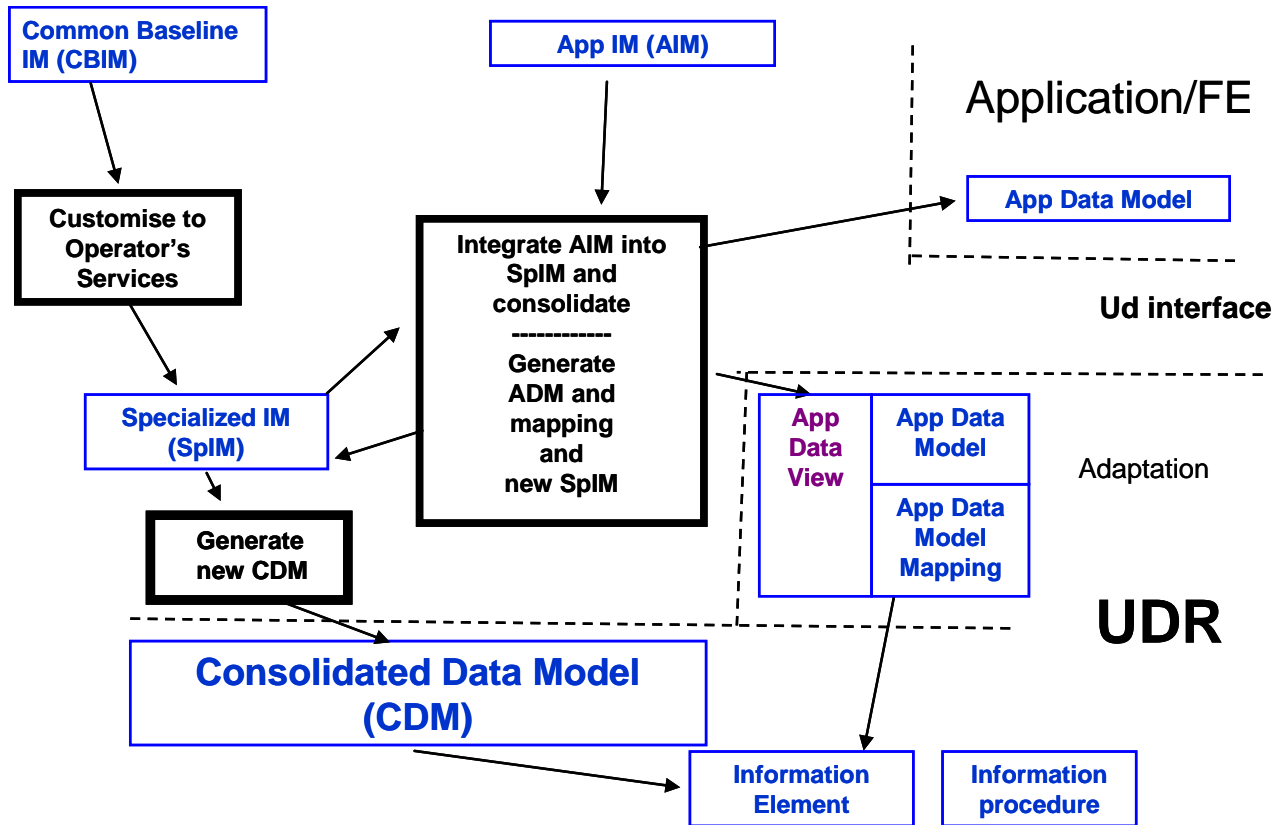 Common Baseline
IM (CBIM)
App IM (AIM)
Application/FE
App Data Model
Customise to
Operator's
Services
Integrate AIM into
SpIM and
consolidate
------------
Generate
ADM and
mapping
and
new SpIM
Ud interface
Specialized IM
(SpIM)
App
Data
View
App Data
Model
App Data
Model
Mapping
Adaptation
Generate
new CDM
UDR
Consolidated Data Model
(CDM)
Information
Element
Information
procedure